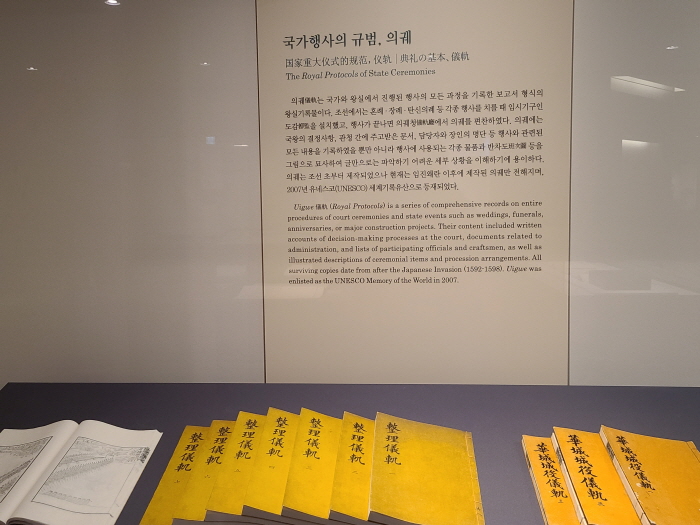 국가행사의 규범, 의궤
国家重大仪式的规范, 仪轨 | 典礼の基本、儀軌
The Royal Protocols of State Ceremonies
의궤儀軌는 국가와 왕실에서 진행된 행사의 모든 과정을 기록한 보고서 형식의
왕실기록물이다. 조선에서는 혼례·장례·탄신의례 등 각종 행사를 치를 때 임시기구인
도감都監을 설치했고, 행사가 끝나면 의궤청儀軌廳에서 의궤를 편찬하였다. 의궤에는
국왕의 결정사항, 관청 간에 주고받은 문서, 담당자와 장인의 명단 등 행사와 관련된
모든 내용을 기록하였을 뿐만 아니라 행사에 사용되는 각종 물품과 반차도班次圖 등을
그림으로 묘사하여 글만으로는 파악하기 어려운 세부 상황을 이해하기에 용이하다.
의궤는 조선 초부터 제작되었으나 현재는 임진왜란 이후에 제작된 의궤만 전해지며,
2007년 유네스코(UNESCO) 세계기록유산으로 등재되었다.
Uigwe 儀軌 (Royal Protocols) is a series of comprehensive records on entire
procedures of court ceremonies and state events such as weddings, funerals,
anniversaries, or major construction projects. Their content included written
accounts of decision-making processes at the court, documents related to
administration, and lists of participating officials and craftsmen, as well as
illustrated descriptions of ceremonial items and procession arrangements. All
surviving copies date from after the Japanese Invasion (1592-1598). Uigwe was
enlisted as the UNESCO Memory of the World in 2007.
整理儀軌 八
整理儀軌
整理儀軌
整理儀軌
整理儀軌
整理儀軌
整理儀軌
華城城役儀軌
華城城役儀軌
華城城役儀軌